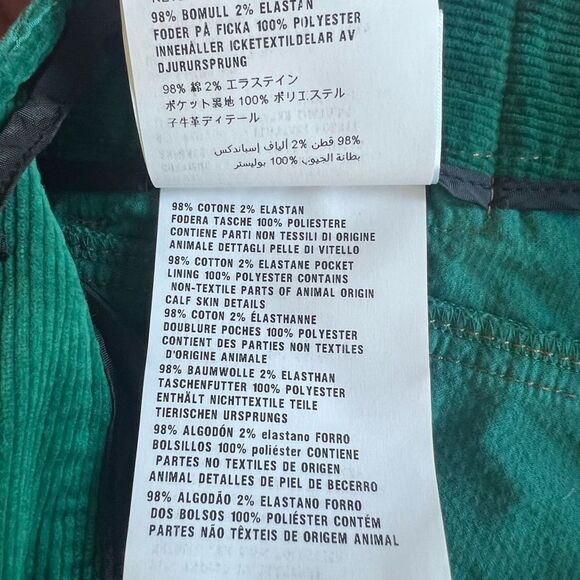 98% BOMULL 2% ELASTAN
FODER PÅ FICKA 100% POLYESTER
INNEHÅLLER ICKETEXTILDELAR AV
DJURURSPRUNG
98% 綿 2% エラステイン
ポケット裏地 100% ポリエステル
子牛革ディテール
98% قطن 2% ألياف إسباندكس
بطانة الجيوب 100% بوليستر
98% COTONE 2% ELASTAN
FODERA TASCHE 100% POLIESTERE
CONTIENE PARTI NON TESSILI DI ORIGINE
ANIMALE DETTAGLI PELLE DI VITELLO
98% COTTON 2% ELASTANE POCKET
LINING 100% POLYESTER CONTAINS
NON-TEXTILE PARTS OF ANIMAL ORIGIN
CALF SKIN DETAILS
98% COTON 2% ÉLASTHANNE
DOUBLURE POCHES 100% POLYESTER
CONTIENT DES PARTIES NON TEXTILES
D'ORIGINE ANIMALE
98% BAUMWOLLE 2% ELASTHAN
TASCHENFUTTER 100% POLYESTER
ENTHÄLT NICHTTEXTILE TEILE
TIERISCHEN URSPRUNGS
98% ALGODÓN 2% elastano FORRO
BOLSILLOS 100% poliéster CONTIENE
PARTES NO TEXTILES DE ORIGEN
ANIMAL DETALLES DE PIEL DE BECERRO
98% ALGODÃO 2% ELASTANO FORRO
DOS BOLSOS 100% POLIÉSTER CONTÉM
PARTES NÃO TÊXTEIS DE ORIGEM ANIMAL